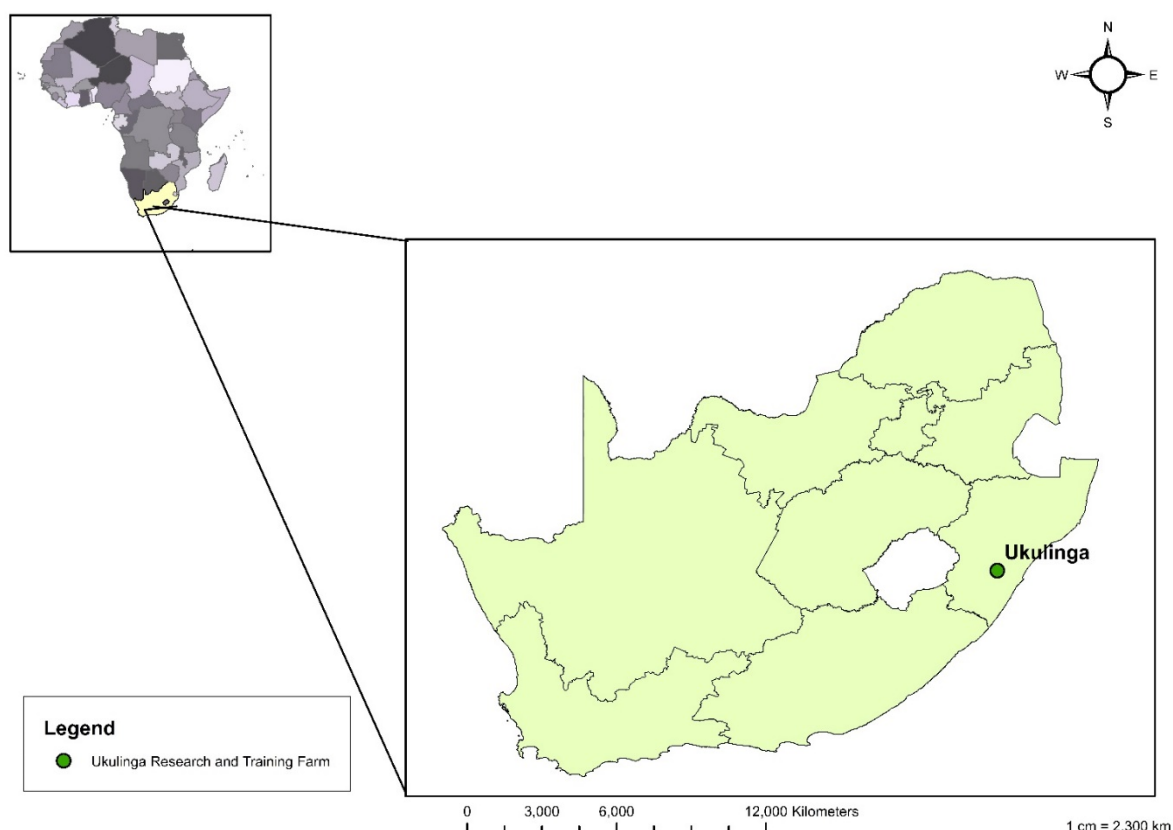 N
W E
S
Ukulinga
Legend
Ukulinga Research and Training Farm
0 3,000 6,000 12,000 Kilometers
1 cm = 2,300 km